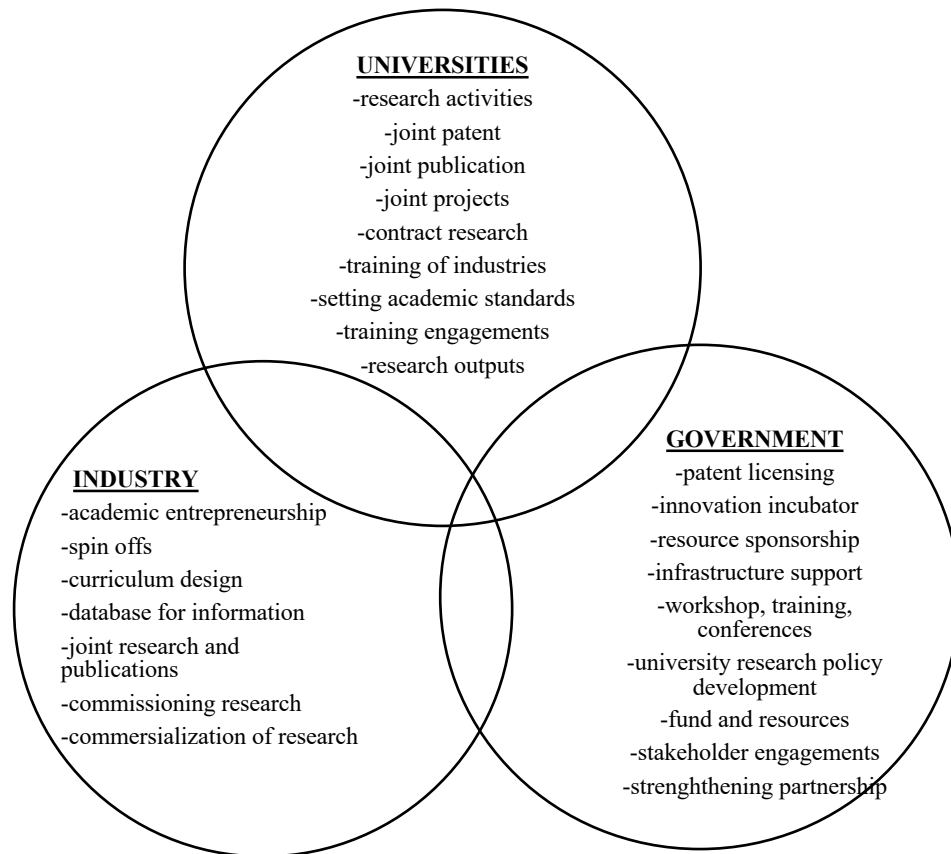 UNIVERSITIES
-research activities
-joint patent
-joint publication
-joint projects
-contract research
-training of industries
-setting academic standards
-training engagements
-research outputs
INDUSTRY
-academic entrepreneurship
-spin offs
-curriculum design
-database for information
-joint research and
publications
-commissioning research
-commersialization of research
GOVERNMENT
-patent licensing
-innovation incubator
-resource sponsorship
-infrastructure support
-workshop, training,
conferences
-university research policy
development
-fund and resources
-stakeholder engagements
-strenghthening partnership